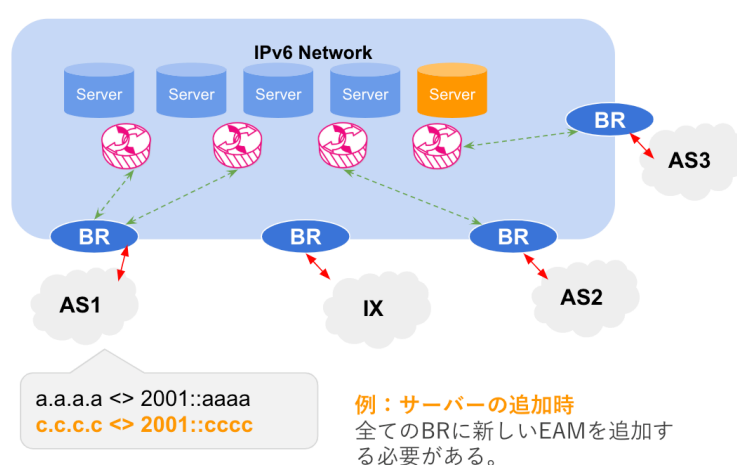 IPv6 Network
Server
Server
Server
Server
Server
BR
AS3
BR
BR
BR
AS1
IX
AS2
a.a.a.a <> 2001::aaaa
c.c.c.c <> 2001::cccc
例：サーバーの追加時
全てのBRに新しいEAMを追加す
る必要がある。